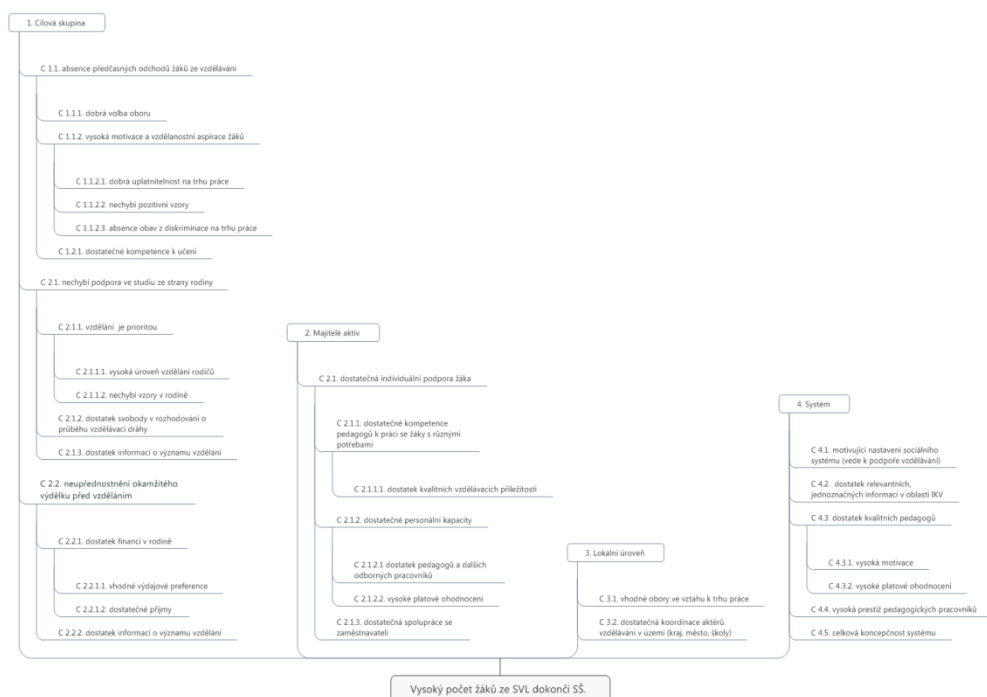 1. Cílová skupina
C 1.1. absence předčasných odchodů žáků ze vzdělávání
C 1.1.1. dobrá volba oboru
C 1.1.2. vysoká motivace a vzdělanostní aspirace žáků
C 1.1.2.1. dobrá uplatnitelnost na trhu práce
C 1.1.2.2. nechybí pozitivní vzory
C 1.1.2.3. absence obav z diskriminace na trhu práce
C 1.2.1. dostatečné kompetence k učení
C 2.1. nechybí podpora ve studiu ze strany rodiny
C 2.1.1. vzdělání je prioritou
C 2.1.1.1. vysoká úroveň vzdělání rodičů
C 2.1.1.2. nechybí vzory v rodině
C 2.1.2. dostatek svobody v rozhodování o
průběhu vzdělávací dráhy
C 2.1.3. dostatek informací o významu vzdělání
C 2.2. neupřednostnění okamžitého
výdělku před vzděláním
C 2.2.1. dostatek financí v rodině
C 2.2.1.1. vhodné výdajové preference
C 2.2.1.2. dostatečné příjmy
C 2.2.2. dostatek informací o významu vzdělání
2. Majitelé aktiv
C 2.1. dostatečná individuální podpora žáka
C 2.1.1. dostatečné kompetence
pedagogů k práci se žáky s různými
potřebami
C 2.1.1.1. dostatek kvalitních vzdělávacích příležitostí
C 2.1.2. dostatečné personální kapacity
C 2.1.2.1 dostatek pedagogů a dalších
odborných pracovníků
C 2.1.2.2. vysoké platové ohodnocení
C 2.1.3. dostatečná spolupráce se
zaměstnavateli
3. Lokální úroveň
C 3.1. vhodné obory ve vztahu k trhu práce
C 3.2. dostatečná koordinace aktérů
vzdělávání v území (kraj, město, školy)
4. Systém
C 4.1. motivující nastavení sociálního
systému (vede k podpoře vzdělávání)
C 4.2. dostatek relevantních,
jednoznačných informací v oblasti IKV
C 4.3. dostatek kvalitních pedagogů
C 4.3.1. vysoká motivace
C 4.3.2. vysoké platové ohodnocení
C 4.4. vysoká prestiž pedagogických pracovníků
C 4.5. celková koncepčnost systému
Vysoký počet žáků ze SVL dokončí SŠ.